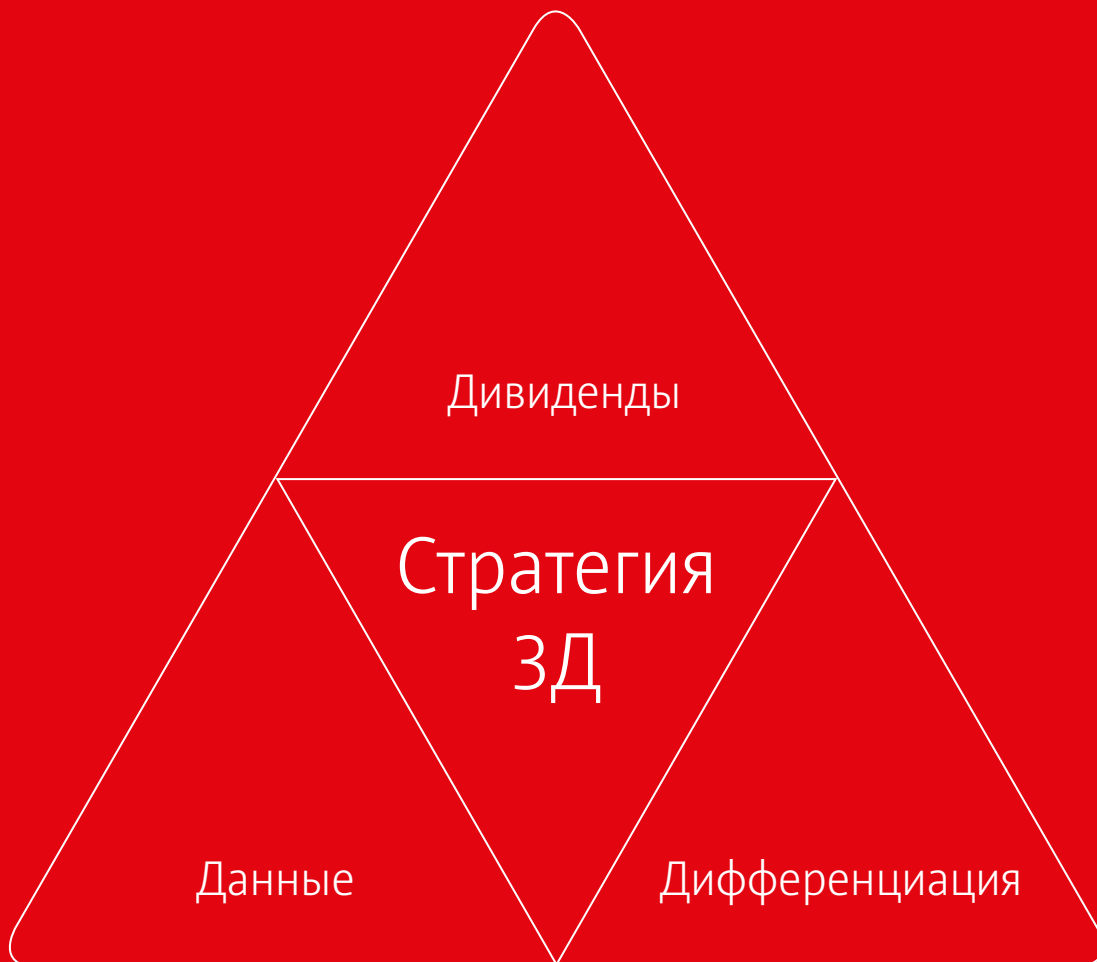 Дивиденды
Стратегия
3Д
Данные
Дифференциация